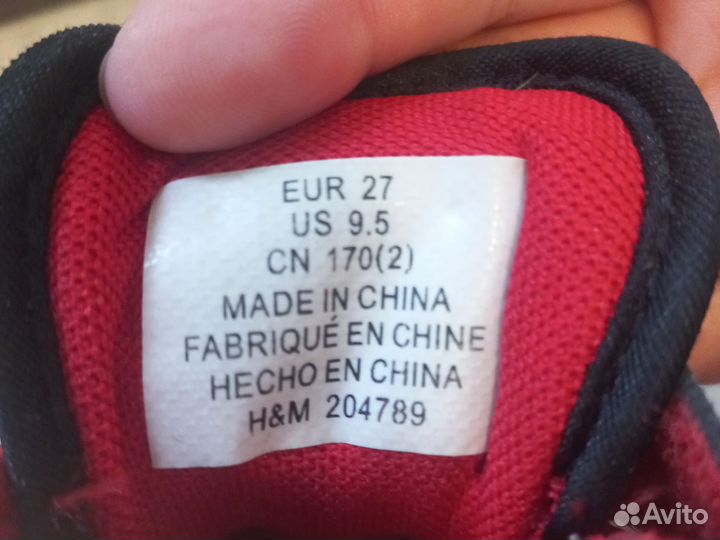 EUR 27
US 9.5
CN 170(2)
MADE IN CHINA
FABRIQUÉ EN CHINE
HECHO EN CHINA
H&M 204789
Avito